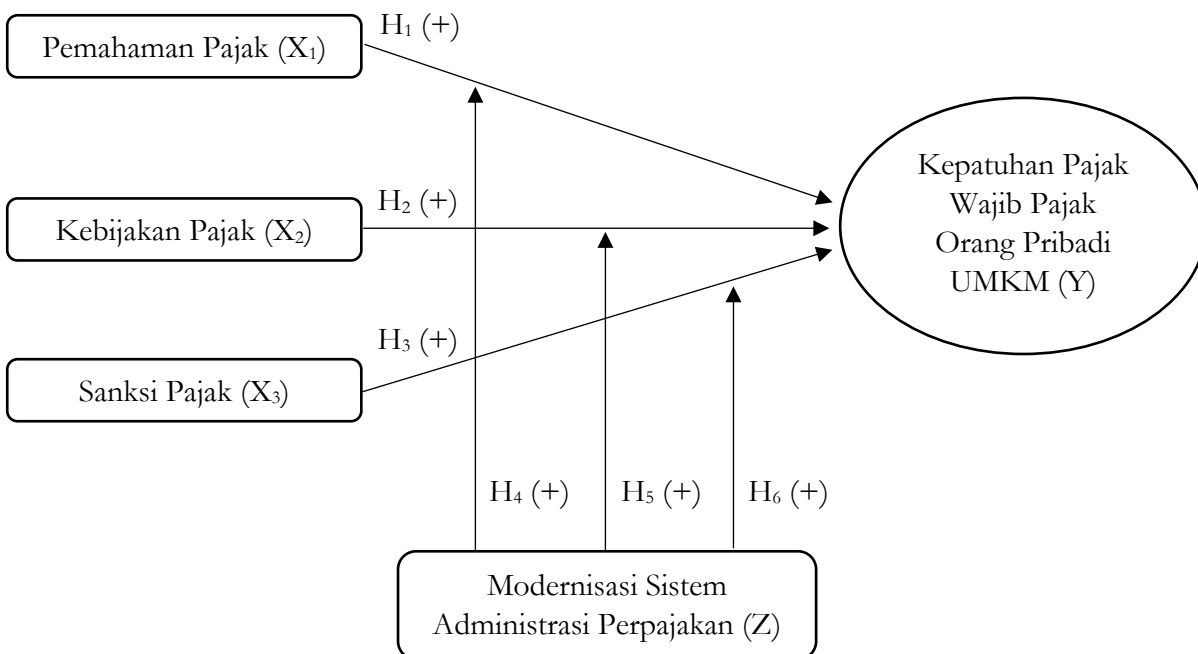 H₁ (+)
Pemahaman Pajak (X₁)
Kepatuhan Pajak
Wajib Pajak
Orang Pribadi
UMKM (Y)
H₂ (+)
Kebijakan Pajak (X₂)
H₃ (+)
Sanksi Pajak (X₃)
H₄ (+)
H₅ (+)
H₆ (+)
Modernisasi Sistem
Administrasi Perpajakan (Z)